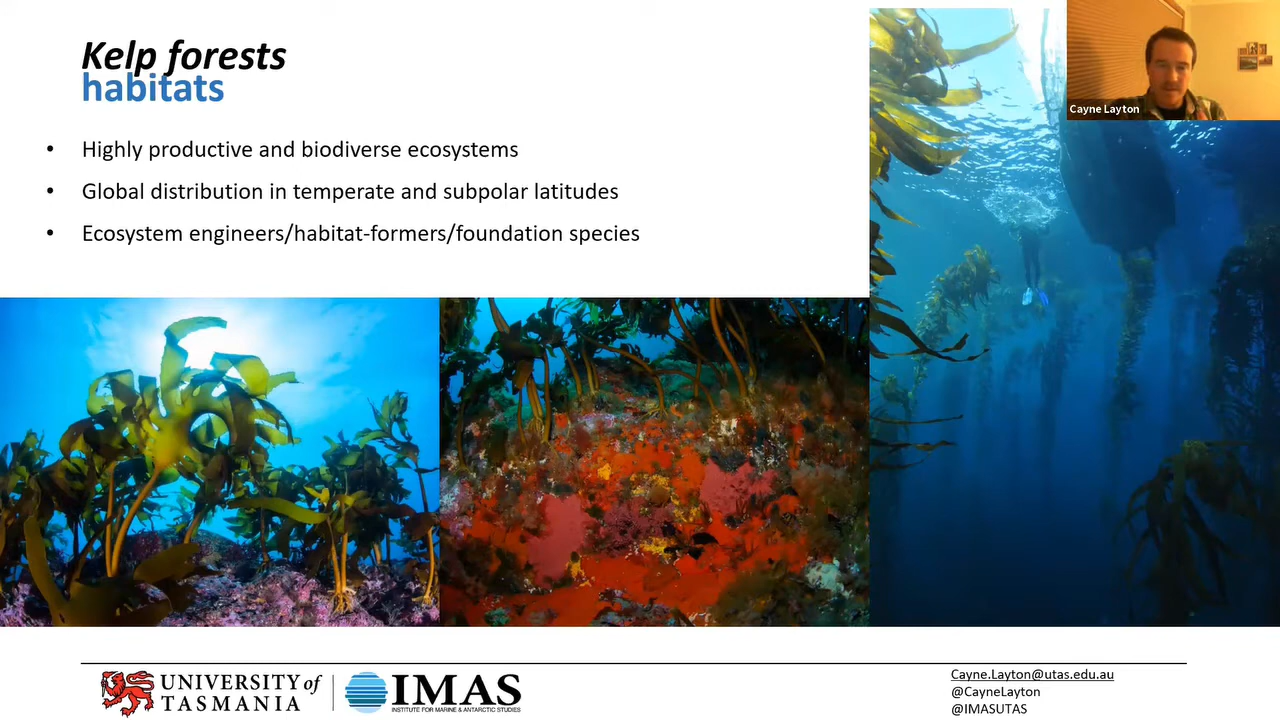 Kelp forests
habitats
• Highly productive and biodiverse ecosystems
• Global distribution in temperate and subpolar latitudes
• Ecosystem engineers/habitat-formers/foundation species
Cayne Layton
UNIVERSITY of
TASMANIA
IMAS
INSTITUTE FOR MARINE & ANTARCTIC STUDIES
Cayne.Layton@utas.edu.au
@CayneLayton
@IMASUTAS